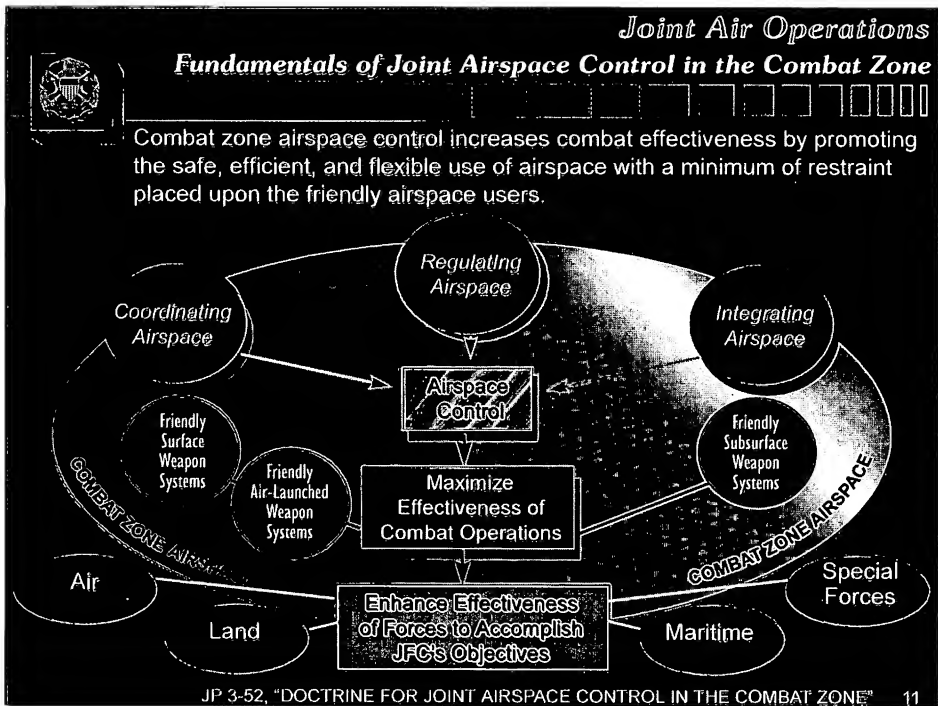 Joint Air Operations
Fundamentals of Joint Airspace Control in the Combat Zone
Combat zone airspace control increases combat effectiveness by promoting
the safe, efficient, and flexible use of airspace with a minimum of restraint
placed upon the friendly airspace users.
Regulating
Airspace
Coordinating
Airspace
Integrating
Airspace
Airspace
Control
Friendly
Surface
Weapon
Systems
Friendly
Air-Launched
Weapon
Systems
Friendly
Subsurface
Weapon
Systems
Maximize
Effectiveness of
Combat Operations
COMBAT ZONE
COMBAT ZONE AIRSPACE
Air
Land
Enhance Effectiveness
of Forces to Accomplish
JFC's Objectives
Maritime
Special
Forces
JP 3-52, "DOCTRINE FOR JOINT AIRSPACE CONTROL IN THE COMBAT ZONE" 11